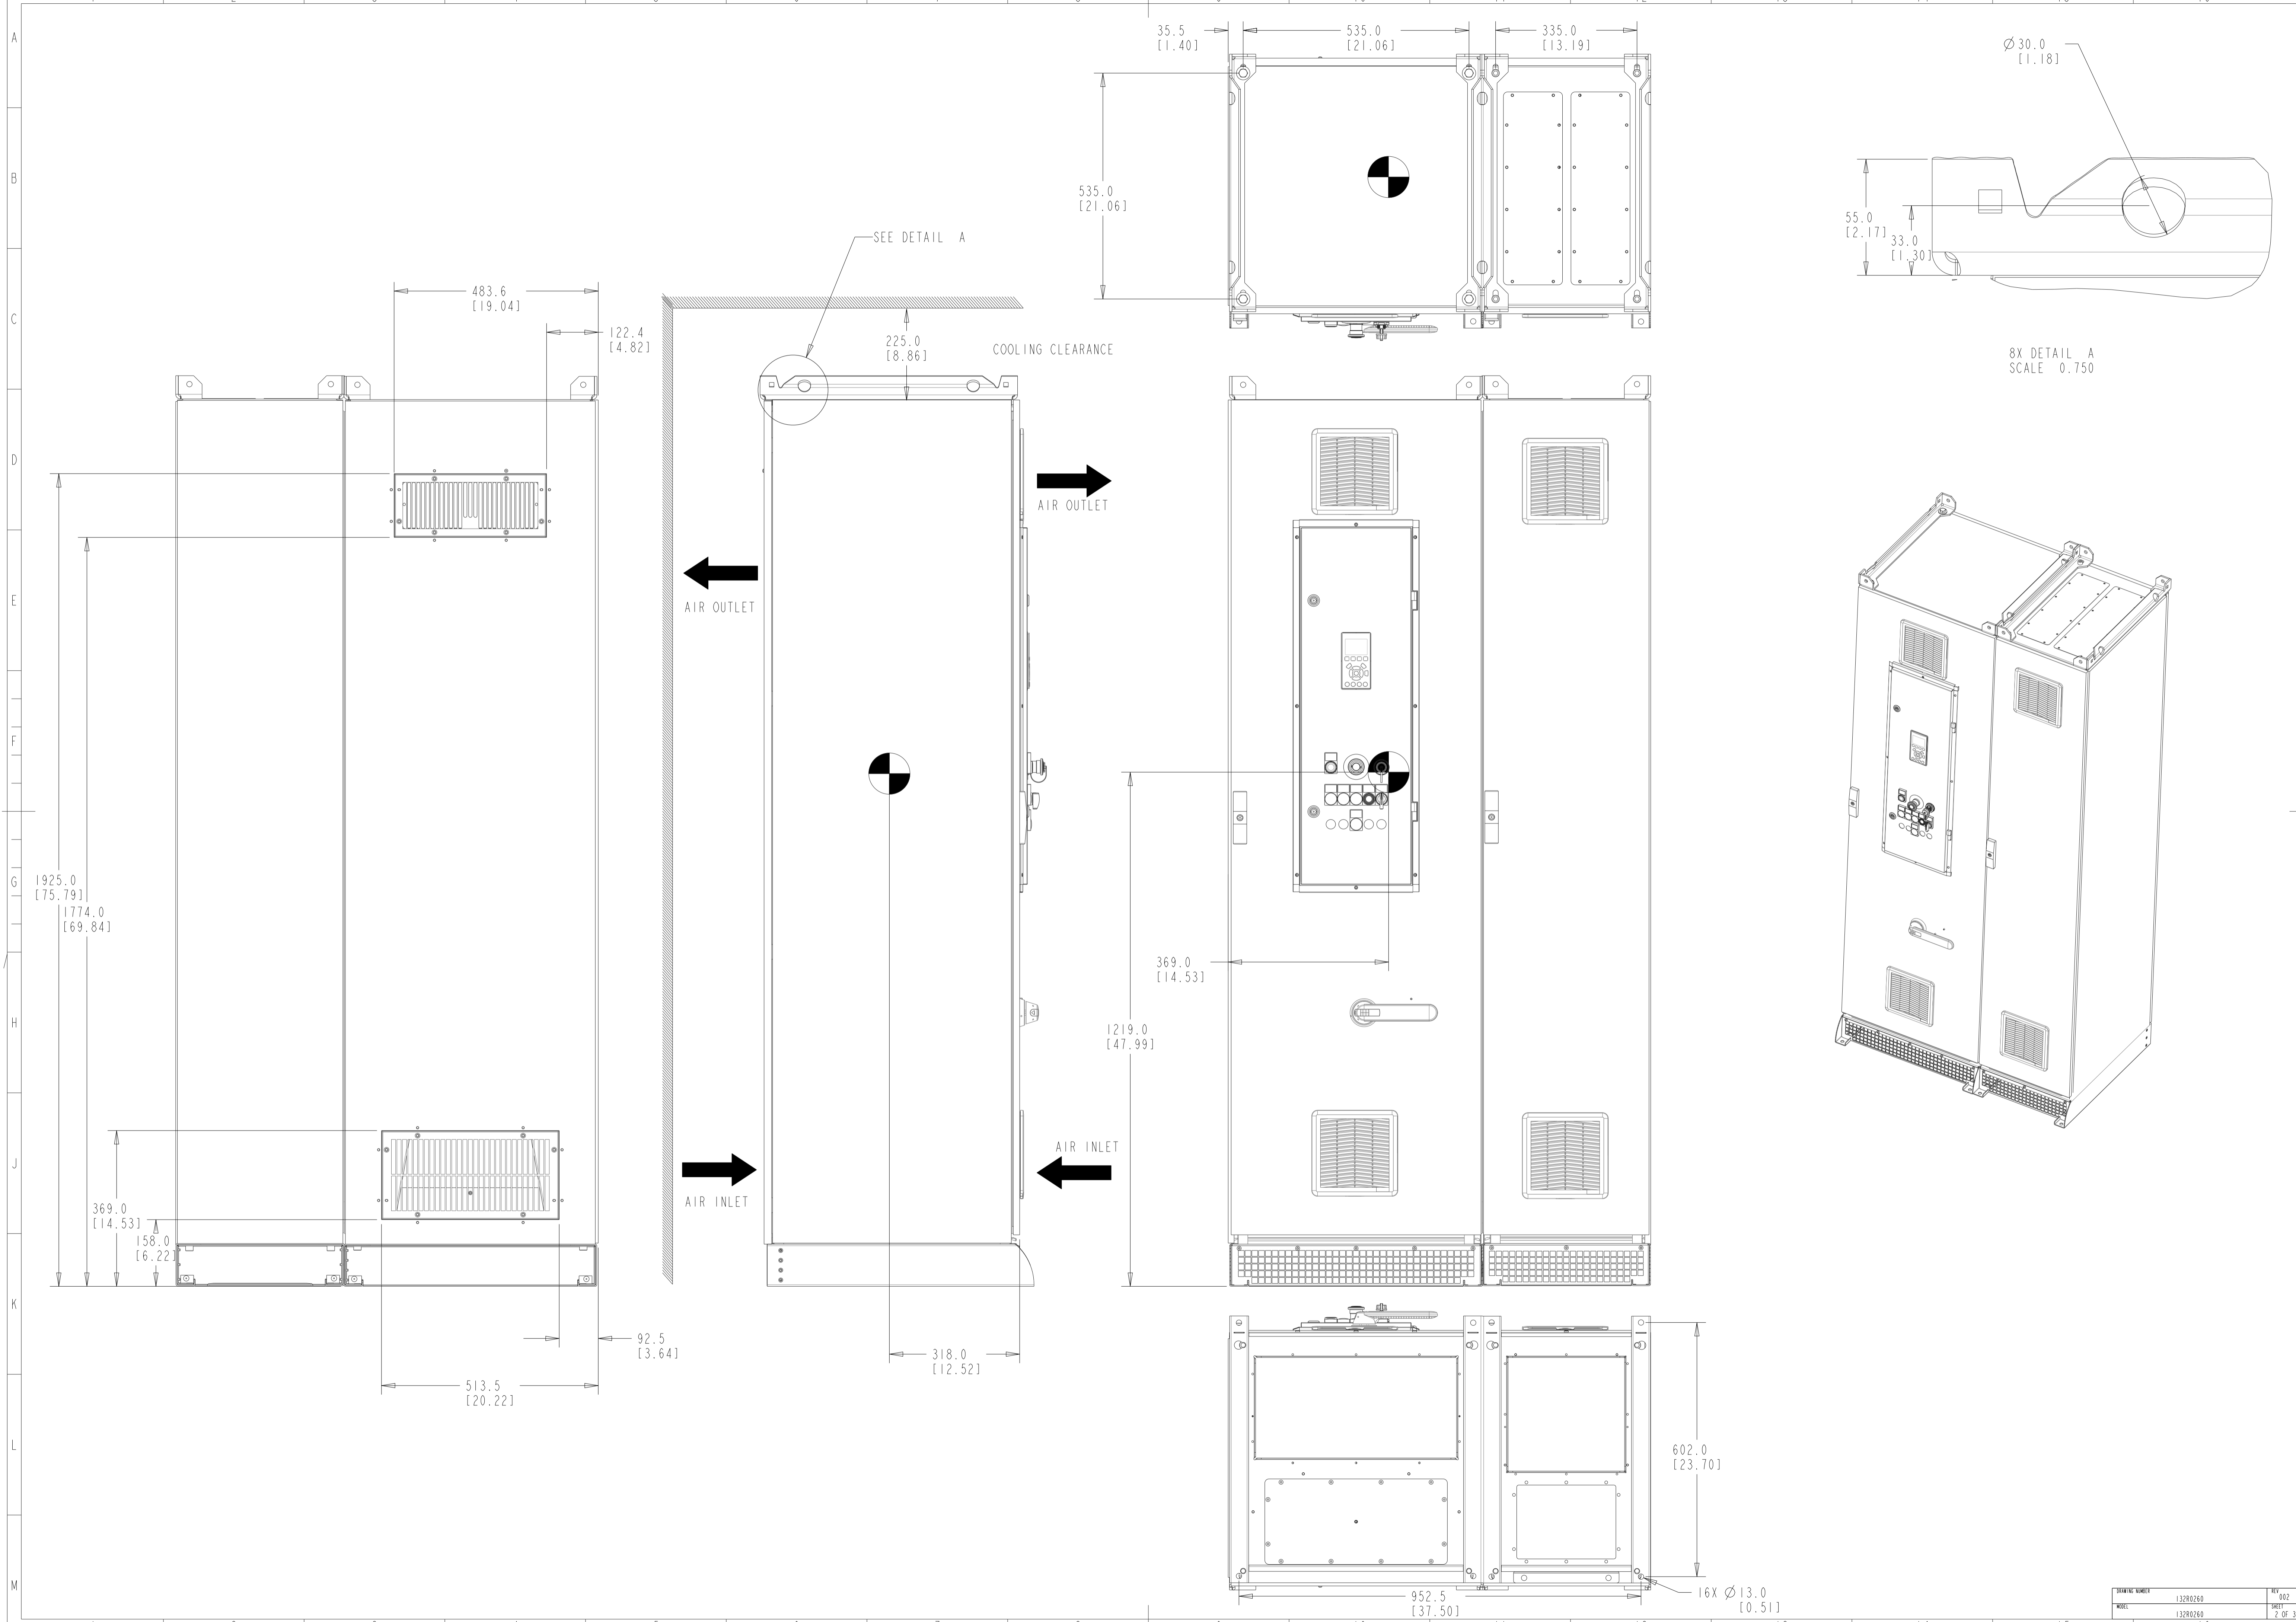 35.5
[1.40]
535.0
[21.06]
335.0
[13.19]
Ø30.0
[1.18]
A
B
535.0
[21.06]
55.0
[2.17]
33.0
[1.30]
SEE DETAIL A
483.6
[19.04]
C
122.4
[4.82]
225.0
[8.86]
COOLING CLEARANCE
8X DETAIL A
SCALE 0.750
D
AIR OUTLET
E
AIR OUTLET
F
G
1925.0
[75.79]
1774.0
[69.84]
369.0
[14.53]
H
1219.0
[47.99]
J
AIR INLET
AIR INLET
369.0
[14.53]
158.0
[6.22]
K
92.5
[3.64]
318.0
[12.52]
513.5
[20.22]
L
602.0
[23.70]
M
952.5
[37.50]
16X Ø13.0
[0.51]
DRAWING NUMBER
132R0260
REV
002
MODEL
132R0260
SHEET
2 OF 3